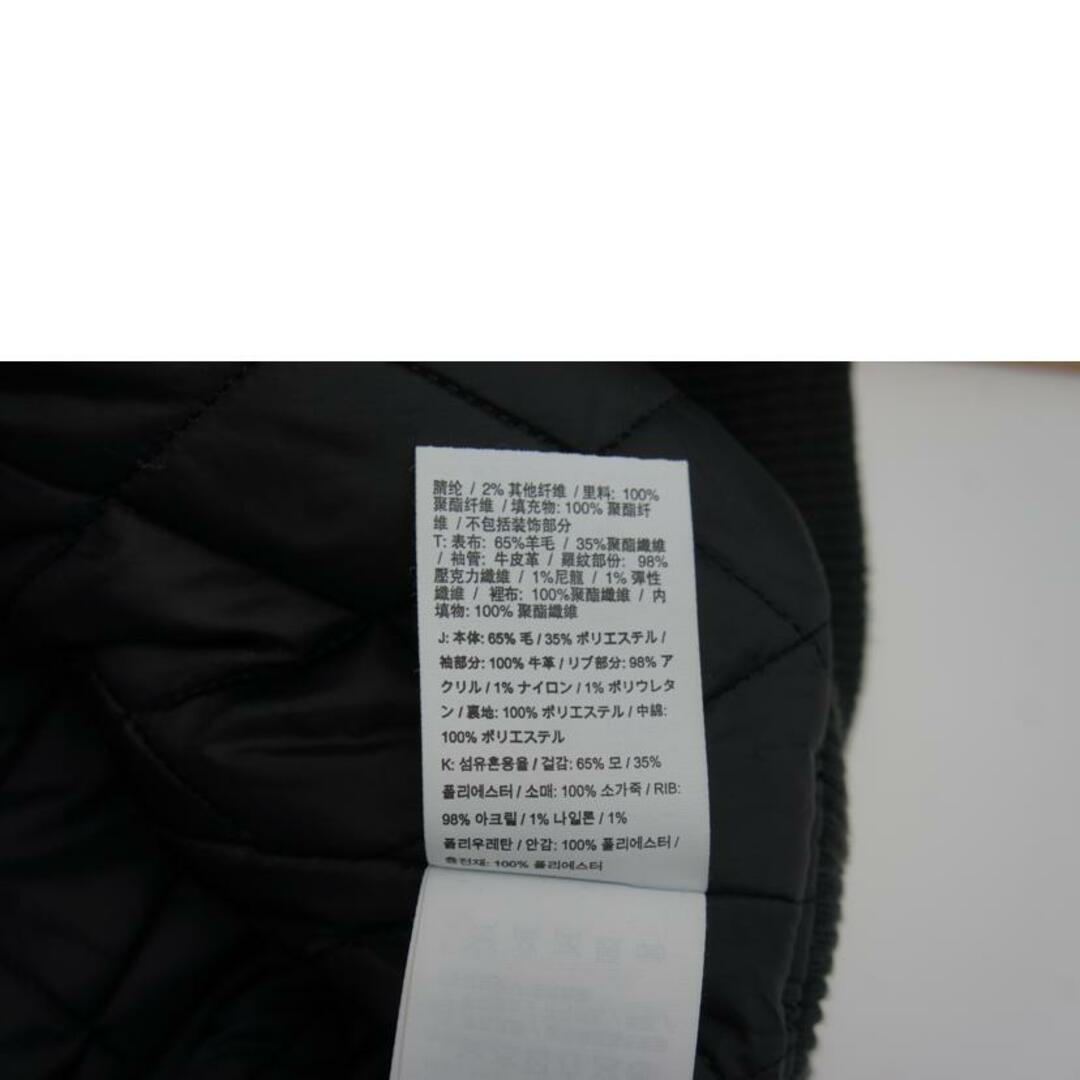 腈纶 / 2% 其他纤维 / 里料: 100%
聚酯纤维 / 填充物: 100% 聚酯纤
维 / 不包括装饰部分
T: 表布: 65%羊毛 / 35%聚酯纖維
/ 袖管: 牛皮革 / 羅紋部份: 98%
壓克力纖維 / 1%尼龍 / 1% 彈性
纖維 / 裡布: 100%聚酯纖維 / 内
填物: 100% 聚酯纖維
J: 本体: 65% 毛 / 35% ポリエステル /
袖部分: 100% 牛革 / リブ部分: 98% ア
クリル / 1% ナイロン / 1% ポリウレタ
ン / 裏地: 100% ポリエステル / 中綿:
100% ポリエステル
K: 섬유혼용율 / 겉감: 65% 모 / 35%
폴리에스터 / 소매: 100% 소가죽 / RIB:
98% 아크릴 / 1% 나일론 / 1%
폴리우레탄 / 안감: 100% 폴리에스터 /
충전재: 100% 폴리에스터